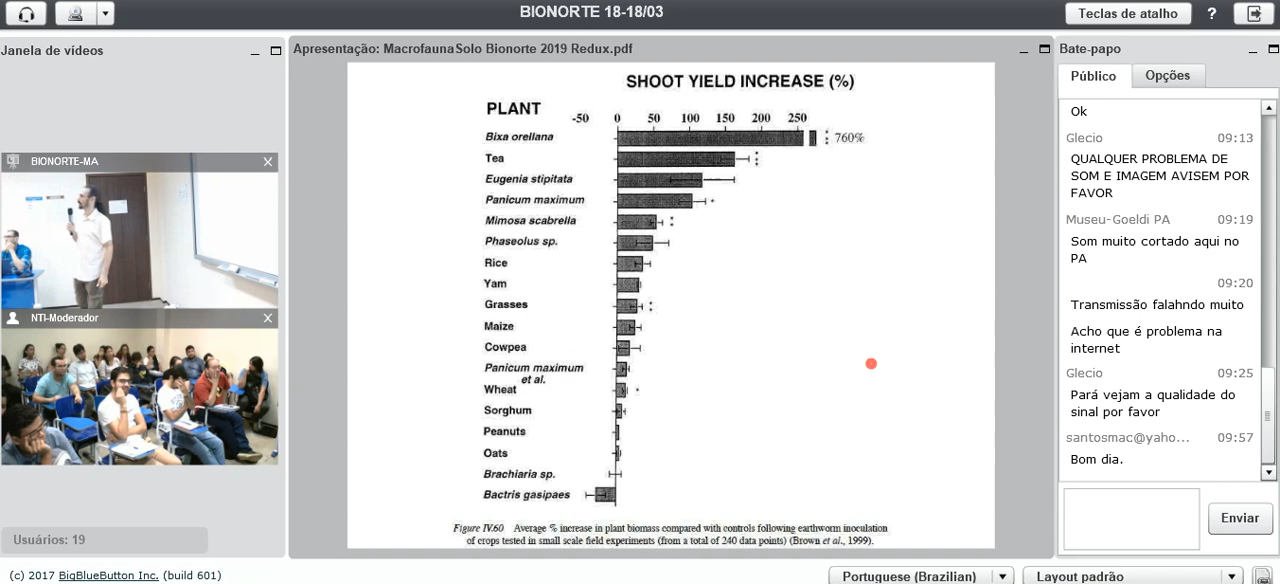 BIONORTE 18-18/03
Teclas de atalho
?
Janela de vídeos
BIONORTE-MA
X
NTI-Moderador
X
Usuários: 19
Apresentação: MacrofaunaSolo Bionorte 2019 Redux.pdf
SHOOT YIELD INCREASE (%)
PLANT
-50 0 50 100 150 200 250
Bixa orellana
760%
Tea
Eugenia stipitata
Panicum maximum
Mimosa scabrella
Phaseolus sp.
Rice
Yam
Grasses
Maize
Cowpea
Panicum maximum
et al.
Wheat
Sorghum
Peanuts
Oats
Brachiaria sp.
Bactris gasipaes
Figure IV.60 Average % increase in plant biomass compared with controls following earthworm inoculation
of crops tested in small scale field experiments (from a total of 240 data points) (Brown et al., 1999).
Bate-papo
Público
Opções
Ok
Glecio 09:13
QUALQUER PROBLEMA DE
SOM E IMAGEM AVISEM POR
FAVOR
Museu-Goeldi PA 09:19
Som muito cortado aqui no
PA
09:20
Transmissão falahndo muito
Acho que é problema na
internet
Glecio 09:25
Pará vejam a qualidade do
sinal por favor
santosmac@yaho... 09:57
Bom dia.
Enviar
(c) 2017 BigBlueButton Inc. (build 601)
Portuguese (Brazilian)
Layout padrão